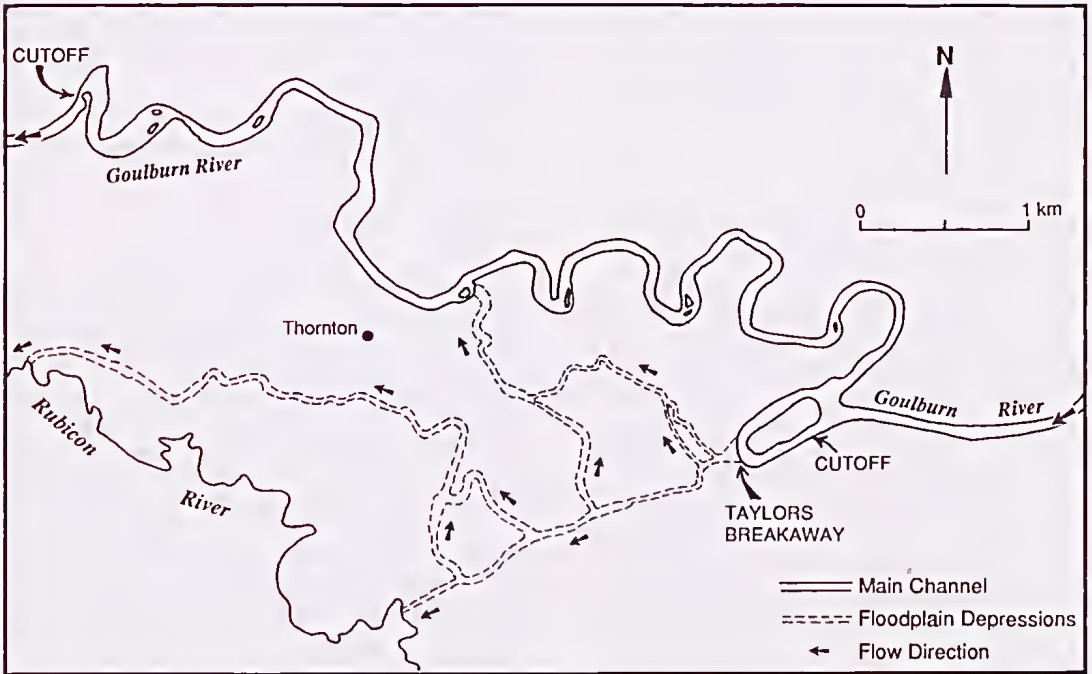 CUTOFF
N
Goulburn River
0 1 km
Thornton
Goulburn River
Rubicon
River
CUTOFF
TAYLORS
BREAKAWAY
Main Channel
Floodplain Depressions
Flow Direction